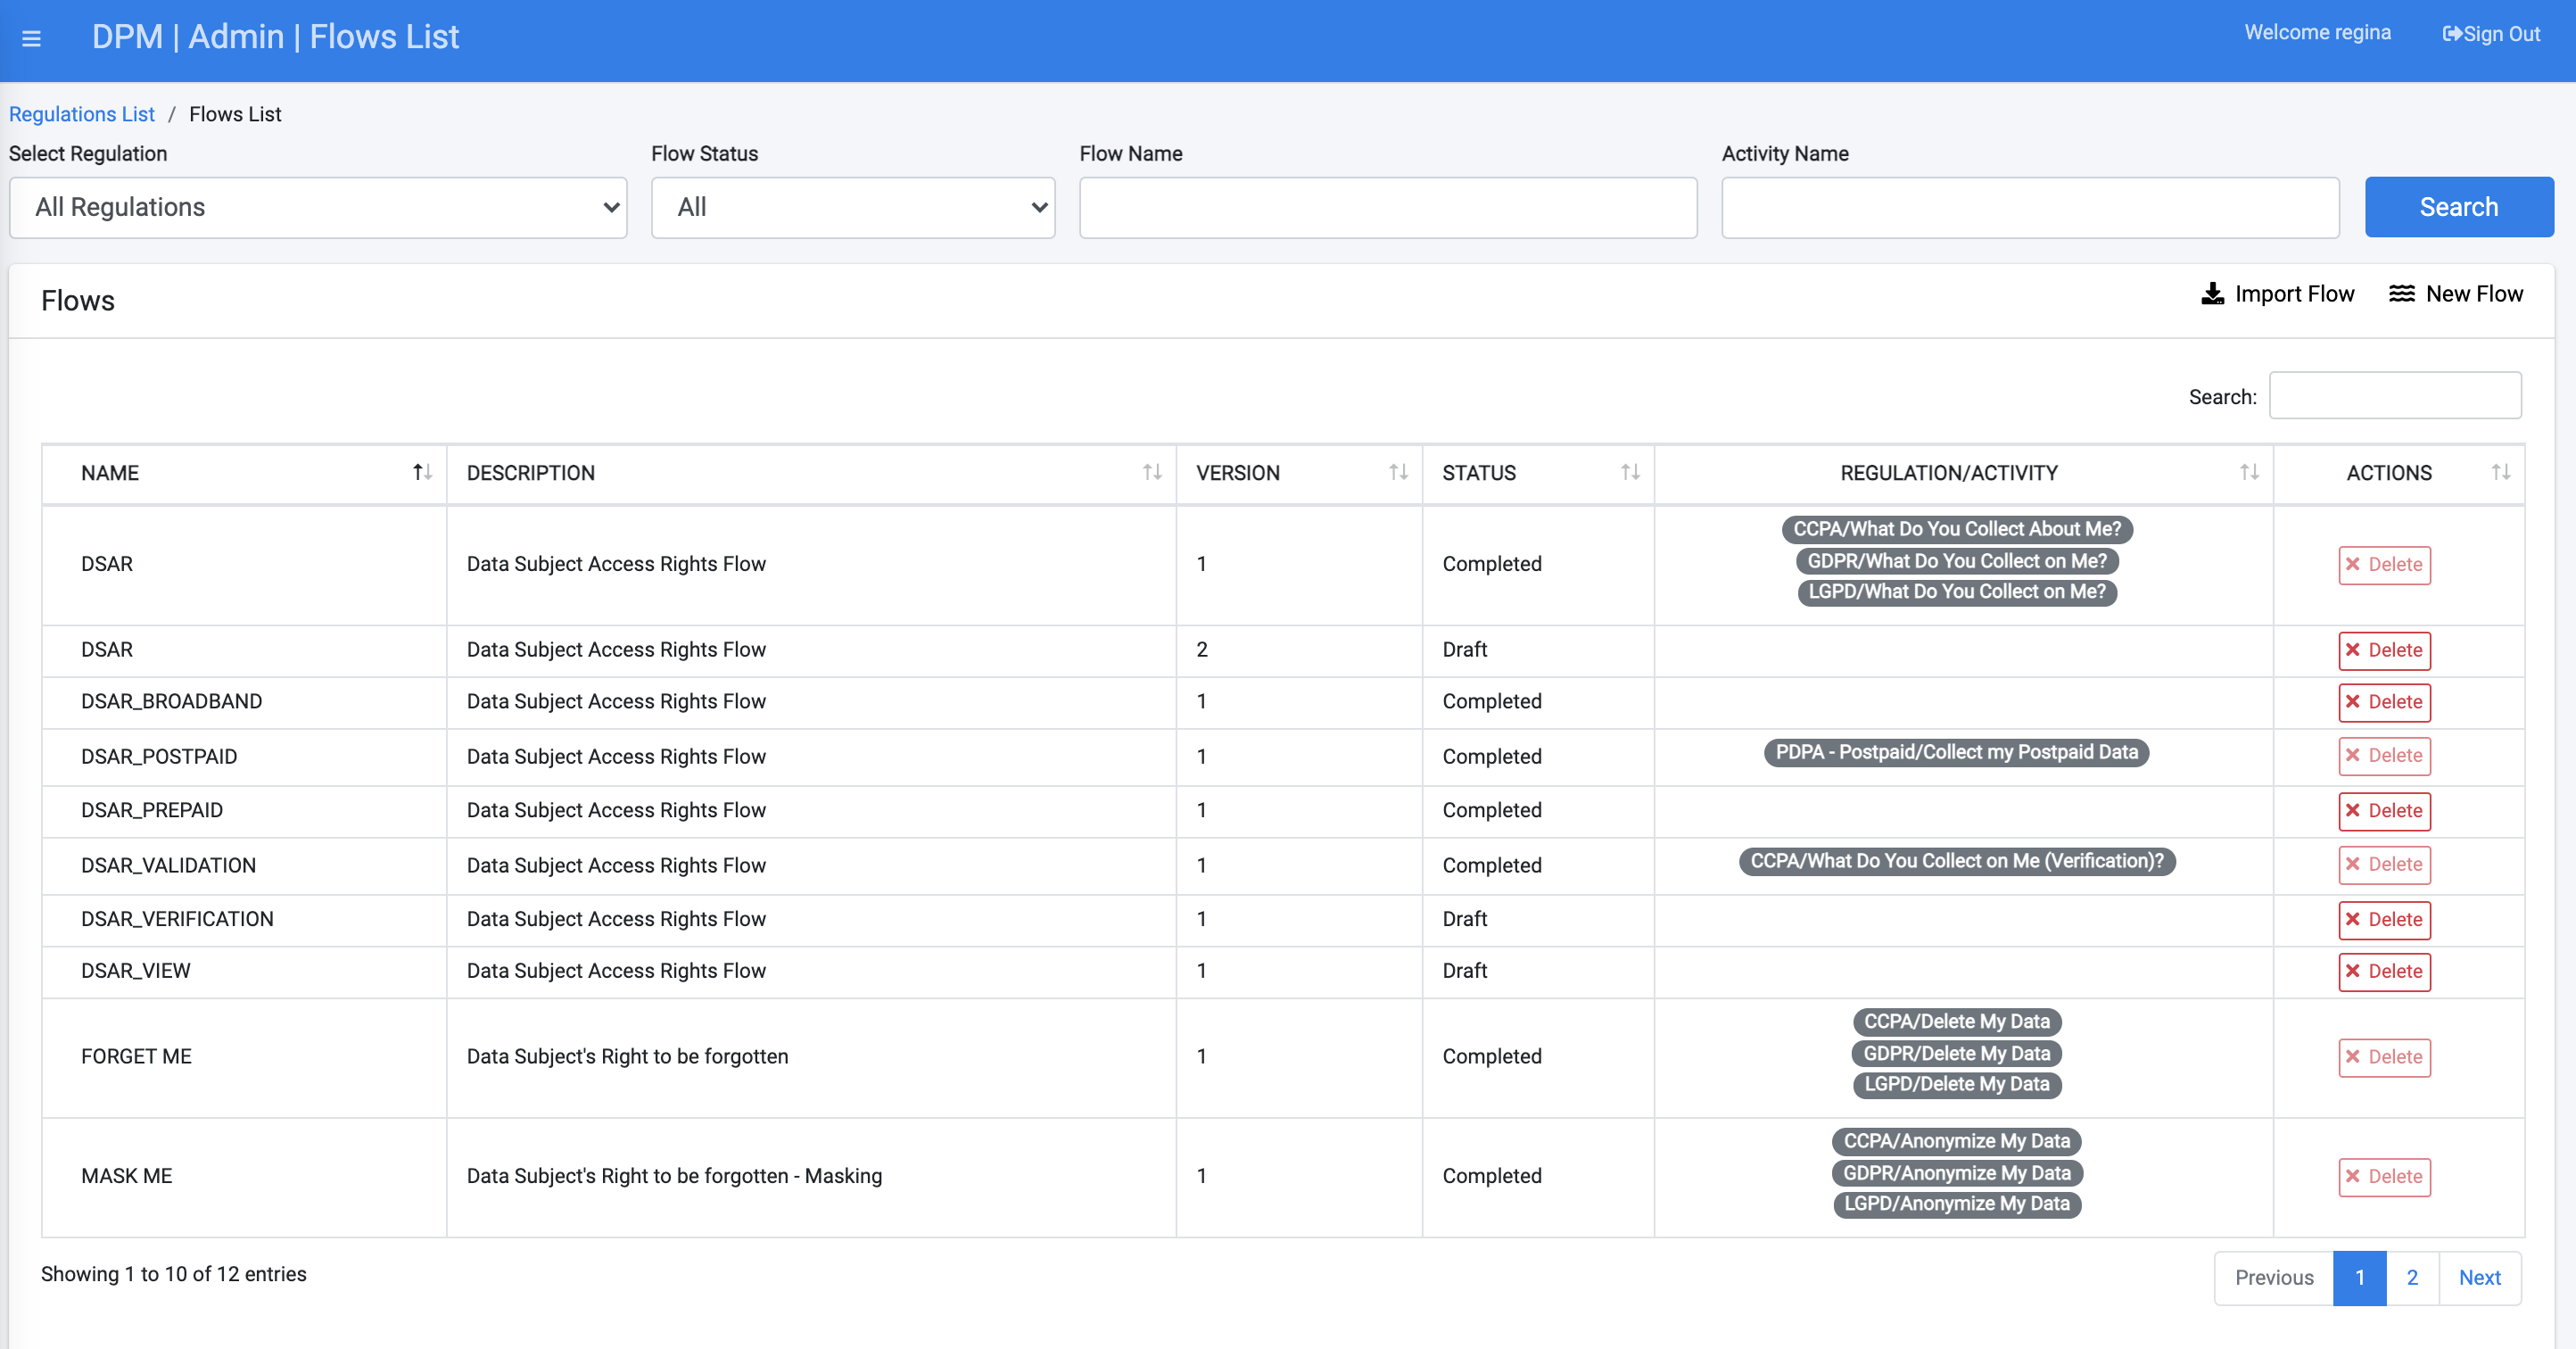 DPM | Admin | Flows List
Welcome regina
Sign Out
Regulations List / Flows List
Select Regulation
Flow Status
Flow Name
Activity Name
All Regulations
All
Search
Flows
Import Flow
New Flow
Search:
NAME DESCRIPTION VERSION STATUS REGULATION/ACTIVITY ACTIONS
DSAR Data Subject Access Rights Flow 1 Completed
CCPA/What Do You Collect About Me?
GDPR/What Do You Collect on Me?
LGPD/What Do You Collect on Me?
Delete
DSAR Data Subject Access Rights Flow 2 Draft Delete
DSAR_BROADBAND Data Subject Access Rights Flow 1 Completed Delete
DSAR_POSTPAID Data Subject Access Rights Flow 1 Completed PDPA - Postpaid/Collect my Postpaid Data Delete
DSAR_PREPAID Data Subject Access Rights Flow 1 Completed Delete
DSAR_VALIDATION Data Subject Access Rights Flow 1 Completed CCPA/What Do You Collect on Me (Verification)? Delete
DSAR_VERIFICATION Data Subject Access Rights Flow 1 Draft Delete
DSAR_VIEW Data Subject Access Rights Flow 1 Draft Delete
FORGET ME Data Subject's Right to be forgotten 1 Completed
CCPA/Delete My Data
GDPR/Delete My Data
LGPD/Delete My Data
Delete
MASK ME Data Subject's Right to be forgotten - Masking 1 Completed
CCPA/Anonymize My Data
GDPR/Anonymize My Data
LGPD/Anonymize My Data
Delete
Showing 1 to 10 of 12 entries
Previous 1 2 Next